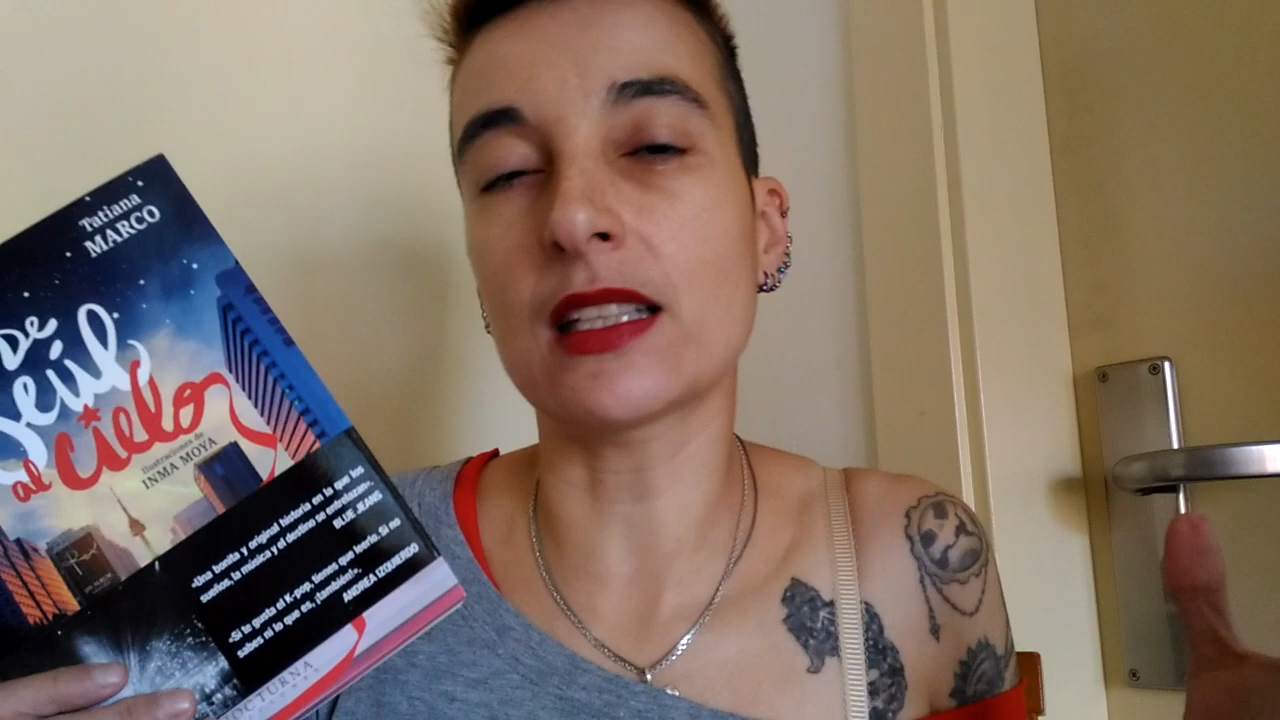 Tatiana
MARCO
De
Seúl
al cielo
Ilustraciones de
INMA MOYA
«Una bonita y original historia en la que los
sueños, la música y el destino se entrelazan».
BLUE JEANS
«Si te gusta el K-pop, tienes que leerlo. Si no
sabes ni lo que es, ¡también!».
ANDREA IZQUIERDO
NOCTURNA